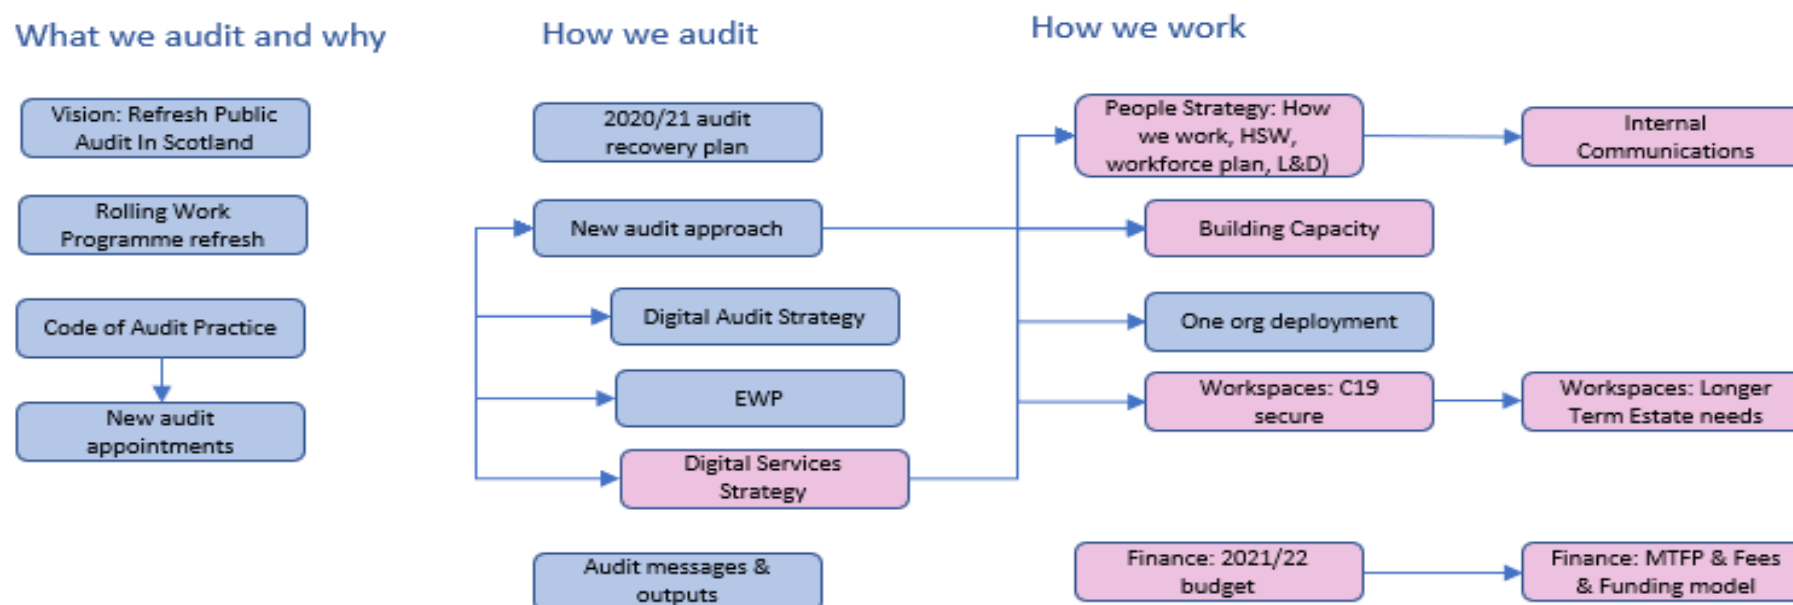 What we audit and why
How we audit
How we work
Vision: Refresh Public
Audit In Scotland
Rolling Work
Programme refresh
Code of Audit Practice
New audit
appointments
2020/21 audit
recovery plan
New audit approach
Digital Audit Strategy
EWP
Digital Services
Strategy
Audit messages &
outputs
People Strategy: How
we work, HSW,
workforce plan, L&D)
Internal
Communications
Building Capacity
One org deployment
Workspaces: C19
secure
Workspaces: Longer
Term Estate needs
Finance: 2021/22
budget
Finance: MTFP & Fees
& Funding model